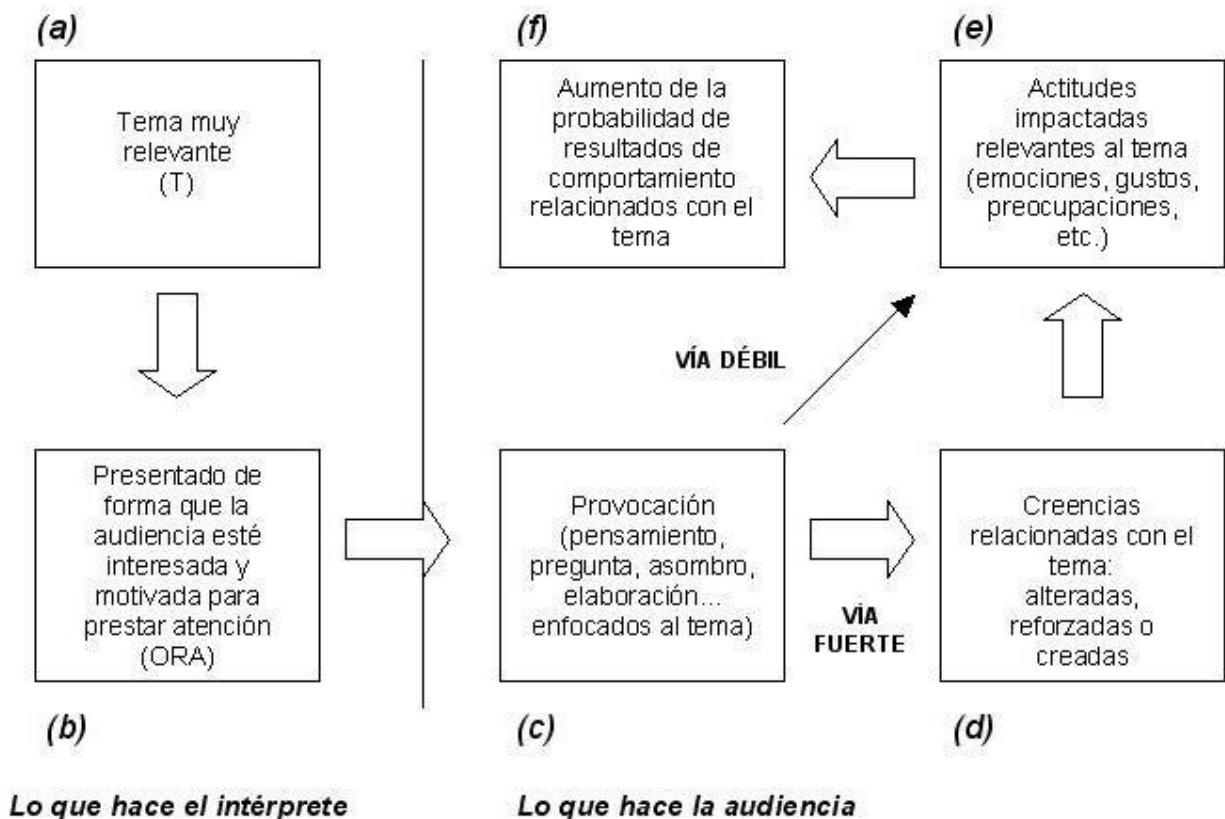 (a)
Tema muy
relevante
(T)
Presentado de
forma que la
audiencia esté
interesada y
motivada para
prestar atención
(ORA)
(b)
Lo que hace el intérprete
(f)
Aumento de la
probabilidad de
resultados de
comportamiento
relacionados con el
tema
(e)
Actitudes
impactadas
relevantes al tema
(emociones, gustos,
preocupaciones,
etc.)
VÍA DÉBIL
Provocación
(pensamiento,
pregunta, asombro,
elaboración...
enfocados al tema)
(c)
VÍA
FUERTE
Creencias
relacionadas con el
tema:
alteradas,
reforzadas o
creadas
(d)
Lo que hace la audiencia